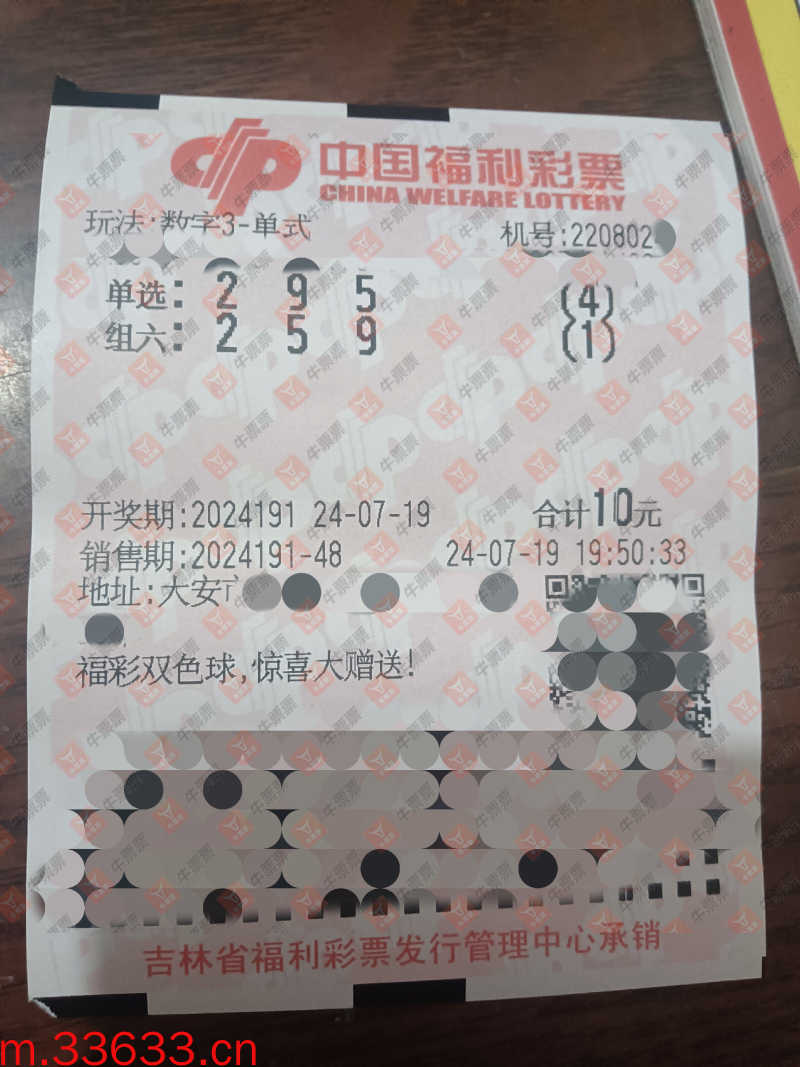 中国福利彩票
CHINA WELFARE LOTTERY
玩法:数字3-单式 机号:220802
单选: 2 9 5 (4)
组六: 2 5 9 (1)
开奖期:2024191 24-07-19 合计10元
销售期:2024191-48 24-07-19 19:50:33
地址:大安
福彩双色球,惊喜大赠送!
吉林省福利彩票发行管理中心承销
牛票票
m.33633.cn